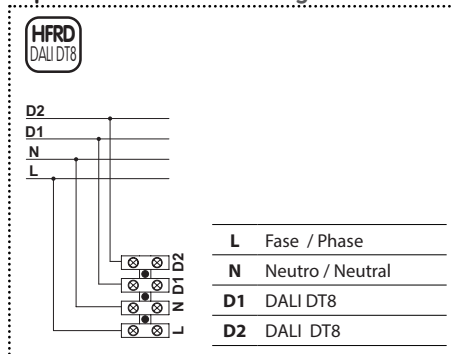 HFRD
DALI DT8
D2
D1
N
L
D2
D1
N
L
L Fase / Phase
N Neutro / Neutral
D1 DALI DT8
D2 DALI DT8